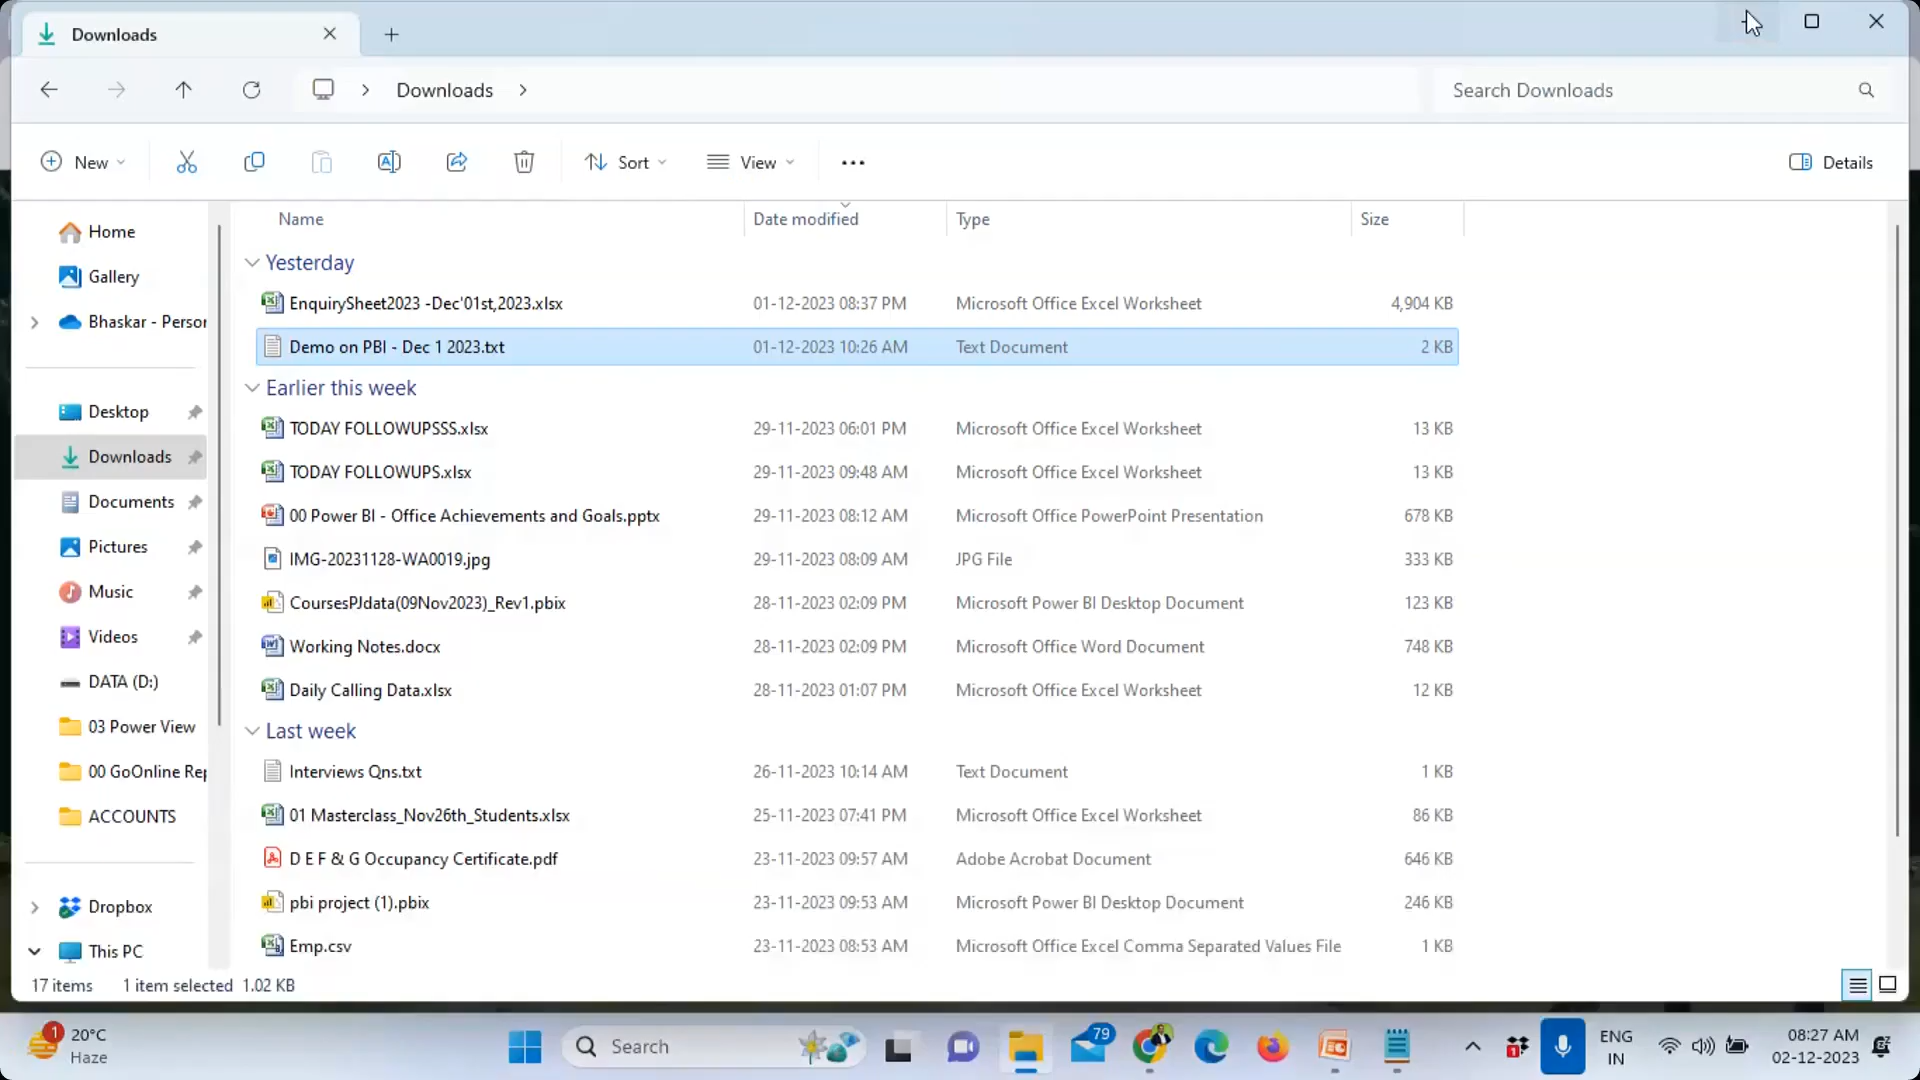 Downloads
Downloads
Search Downloads
New
Sort
View
Details
Name Date modified Type Size
Home
Gallery
Bhaskar - Persor
Desktop
Downloads
Documents
Pictures
Music
Videos
DATA (D:)
03 Power View
00 GoOnline Rep
ACCOUNTS
Dropbox
This PC
Yesterday
EnquirySheet2023 -Dec'01st,2023.xlsx 01-12-2023 08:37 PM Microsoft Office Excel Worksheet 4,904 KB
Demo on PBI - Dec 1 2023.txt 01-12-2023 10:26 AM Text Document 2 KB
Earlier this week
TODAY FOLLOWUPSSS.xlsx 29-11-2023 06:01 PM Microsoft Office Excel Worksheet 13 KB
TODAY FOLLOWUPS.xlsx 29-11-2023 09:48 AM Microsoft Office Excel Worksheet 13 KB
00 Power BI - Office Achievements and Goals.pptx 29-11-2023 08:12 AM Microsoft Office PowerPoint Presentation 678 KB
IMG-20231128-WA0019.jpg 29-11-2023 08:09 AM JPG File 333 KB
CoursesPJdata(09Nov2023)_Rev1.pbix 28-11-2023 02:09 PM Microsoft Power BI Desktop Document 123 KB
Working Notes.docx 28-11-2023 02:09 PM Microsoft Office Word Document 748 KB
Daily Calling Data.xlsx 28-11-2023 01:07 PM Microsoft Office Excel Worksheet 12 KB
Last week
Interviews Qns.txt 26-11-2023 10:14 AM Text Document 1 KB
01 Masterclass_Nov26th_Students.xlsx 25-11-2023 07:41 PM Microsoft Office Excel Worksheet 86 KB
D E F & G Occupancy Certificate.pdf 23-11-2023 09:57 AM Adobe Acrobat Document 646 KB
pbi project (1).pbix 23-11-2023 09:53 AM Microsoft Power BI Desktop Document 246 KB
Emp.csv 23-11-2023 08:53 AM Microsoft Office Excel Comma Separated Values File 1 KB
17 items 1 item selected 1.02 KB
1
20°C
Haze
Search
79
1
ENG
IN
08:27 AM
02-12-2023